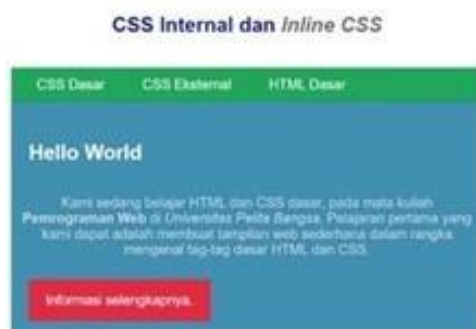 CSS Internal dan Inline CSS
CSS Dasar CSS Eksternal HTML Dasar
Hello World
Kami sedang belajar HTML dan CSS dasar, pada mata kuliah
Pemrograman Web di Universitas Pelita Bangsa. Pelajaran pertama yang
kami dapat adalah membuat tampilan web sederhana dalam rangka
mengenal tag-tag dasar HTML dan CSS.
Informasi selengkapnya.